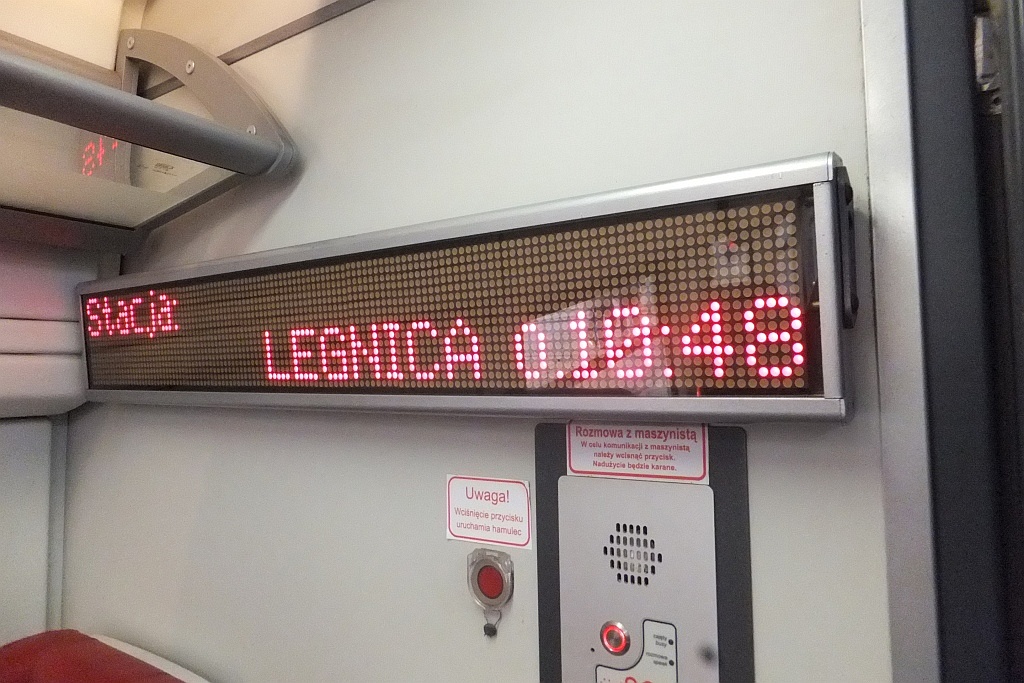 Stacja
LEGNICA o10:48
Rozmowa z maszynistą
W celu komunikacji z maszynistą
należy wcisnąć przycisk.
Nadużycie będzie karane.
Uwaga!
Wciśnięcie przycisku
uruchamia hamulec